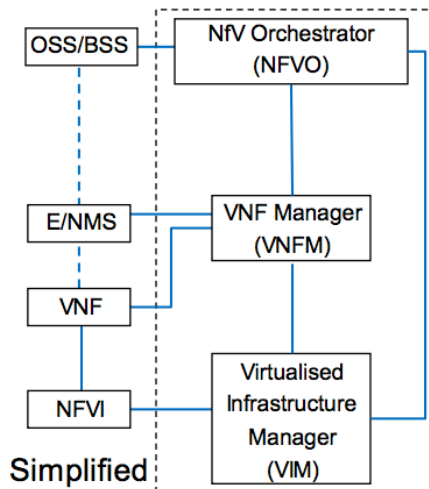 OSS/BSS
NfV Orchestrator
(NFVO)
E/NMS
VNF Manager
(VNFM)
VNF
NFVI
Virtualised
Infrastructure
Manager
(VIM)
Simplified